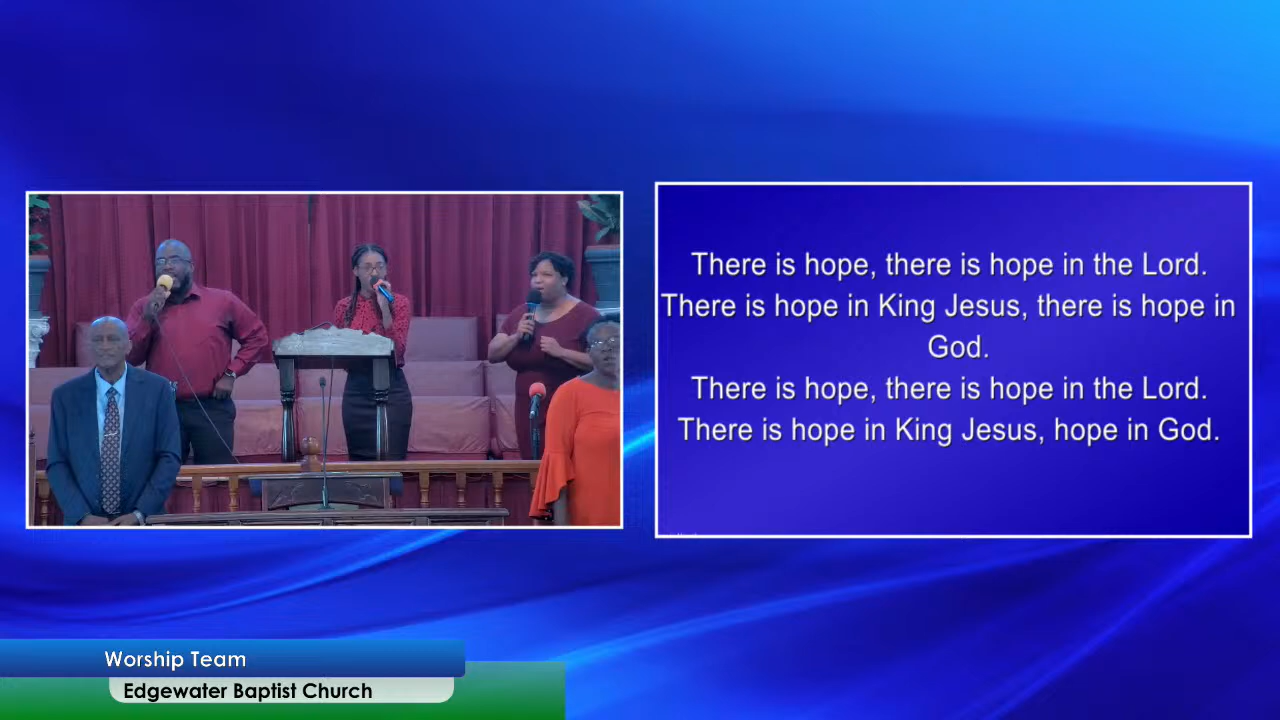 There is hope, there is hope in the Lord.
There is hope in King Jesus, there is hope in
God.
There is hope, there is hope in the Lord.
There is hope in King Jesus, hope in God.
Worship Team
Edgewater Baptist Church